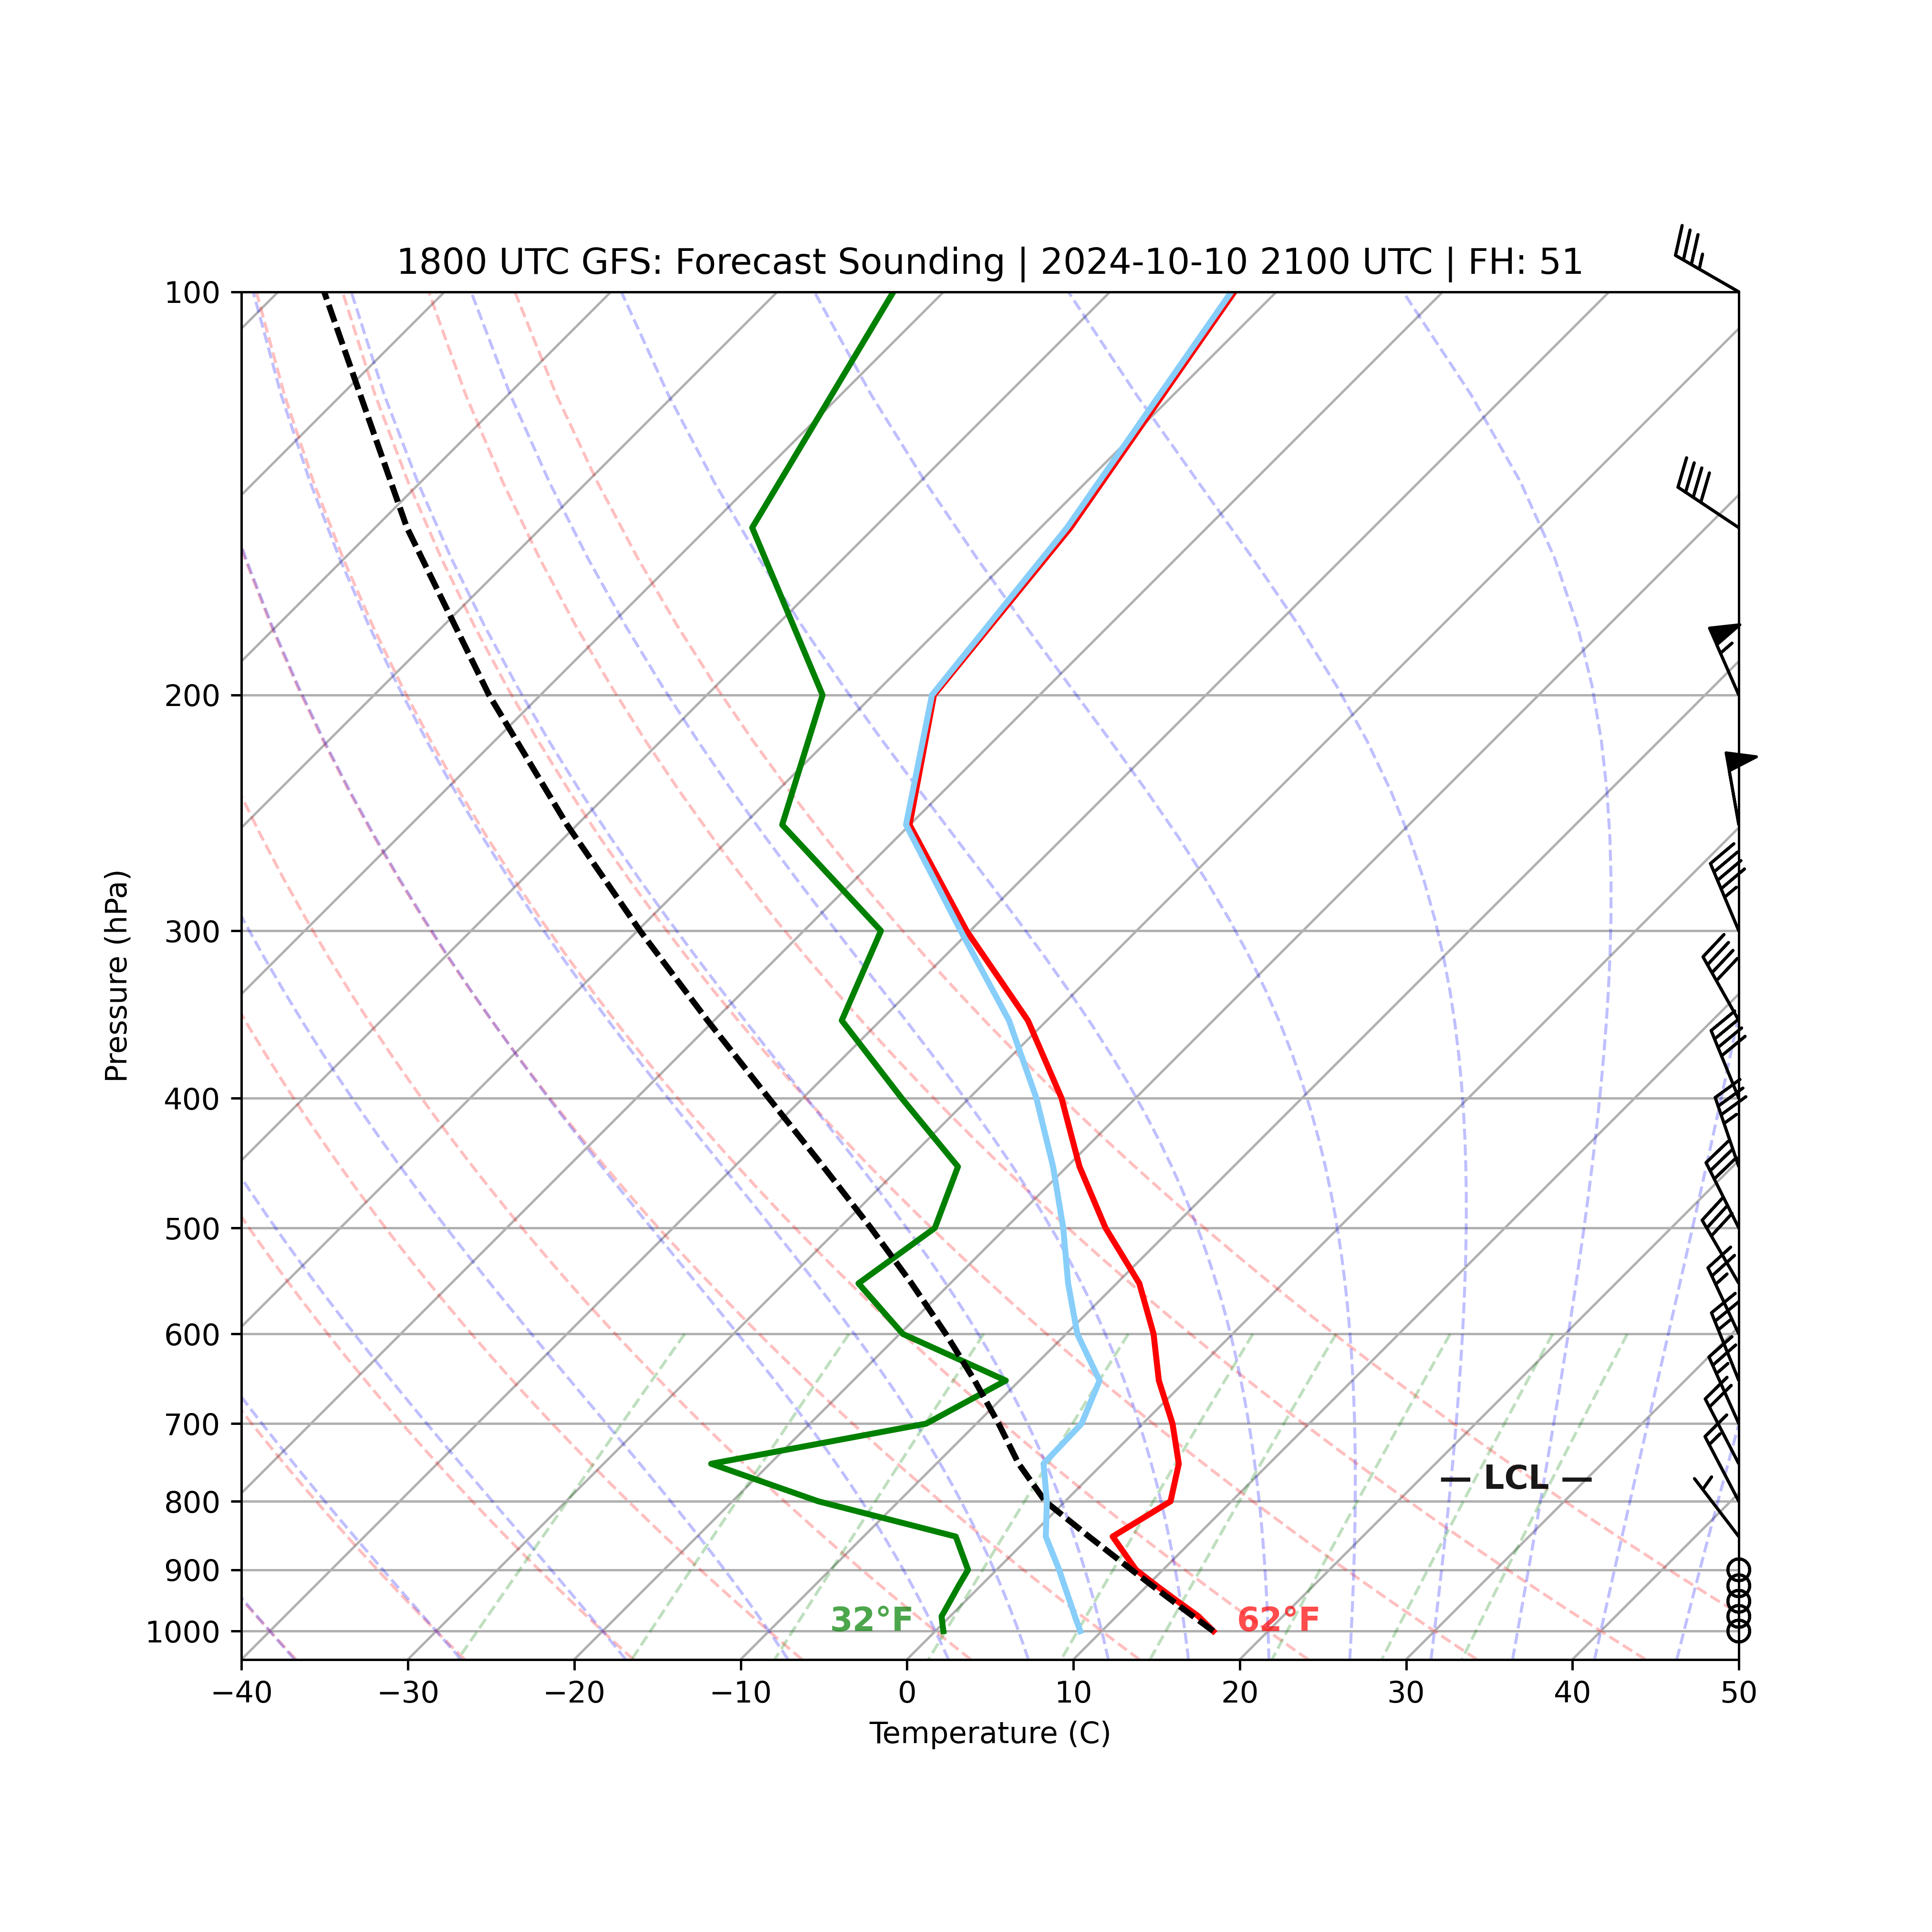 1800 UTC GFS: Forecast Sounding | 2024-10-10 2100 UTC | FH: 51
100
200
300
400
500
600
700
800
900
1000
Pressure (hPa)
— LCL —
32°F
62°F
−40 −30 −20 −10 0 10 20 30 40 50
Temperature (C)